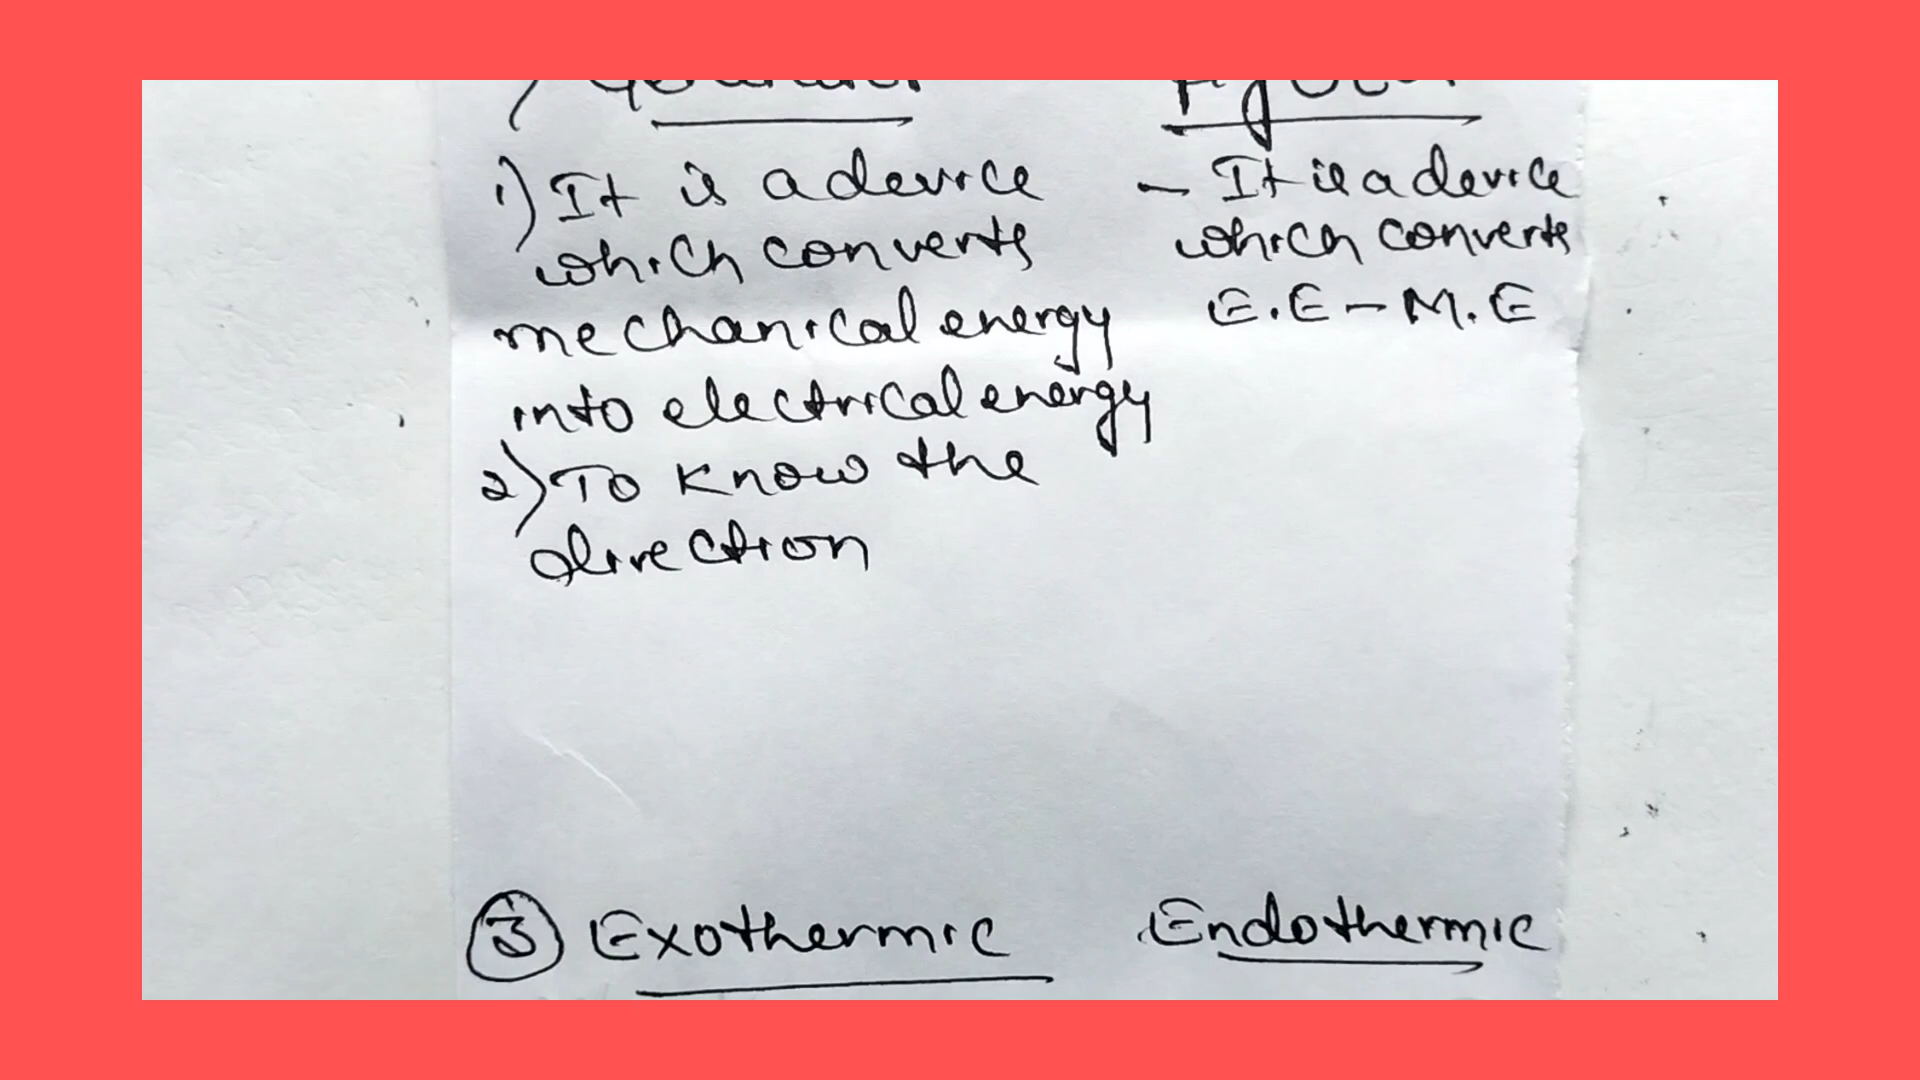 1) It is a device
which converts
mechanical energy
into electrical energy
2) To know the
direction
- It is a device
which converts
E.E - M.E
3 Exothermic Endothermic